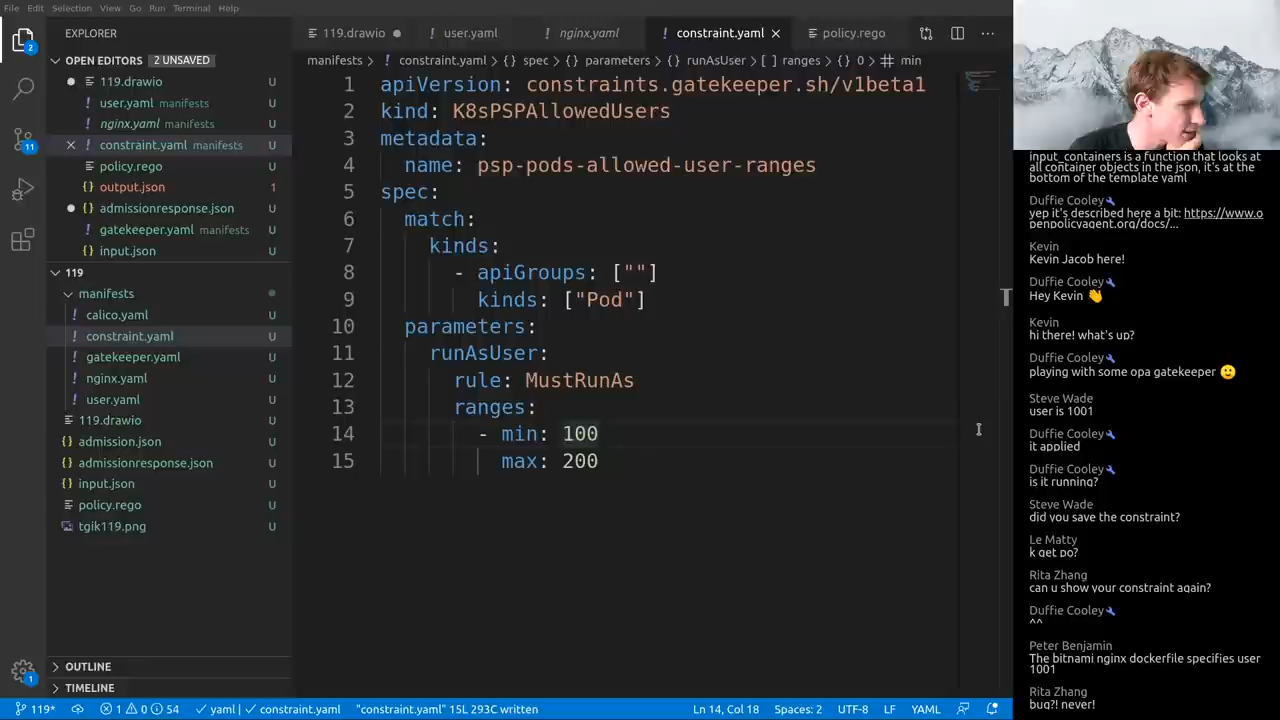 File Edit Selection View Go Run Terminal Help
EXPLORER
OPEN EDITORS 2 UNSAVED
119.drawio
user.yaml manifests
nginx.yaml manifests
constraint.yaml manifests
policy.rego
output.json 1
admissionresponse.json
gatekeeper.yaml manifests
input.json
119
manifests
calico.yaml U
constraint.yaml U
gatekeeper.yaml U
nginx.yaml U
user.yaml U
119.drawio U
admission.json U
admissionresponse.json U
input.json U
policy.rego U
tgik119.png U
OUTLINE
TIMELINE
2
11
1
119.drawio
user.yaml
nginx.yaml
constraint.yaml
policy.rego
manifests > constraint.yaml > {} spec > {} parameters > {} runAsUser > [ ] ranges > {} 0 > # min
1 apiVersion: constraints.gatekeeper.sh/v1beta1
2 kind: K8sPSPAllowedUsers
3 metadata:
4 name: psp-pods-allowed-user-ranges
5 spec:
6 match:
7 kinds:
8 - apiGroups: [""]
9 kinds: ["Pod"]
10 parameters:
11 runAsUser:
12 rule: MustRunAs
13 ranges:
14 - min: 100
15 max: 200
119* 1 0 54 yaml | constraint.yaml "constraint.yaml" 15L 293C written Ln 14, Col 18 Spaces: 2 UTF-8 LF YAML
input_containers is a function that looks at
all container objects in the json, it's at the
bottom of the template yaml
Duffie Cooley
yep it's described here a bit: https://www.o
penpolicyagent.org/docs/...
Kevin
Kevin Jacob here!
Duffie Cooley
Hey Kevin 👋
Kevin
hi there! what's up?
Duffie Cooley
playing with some opa gatekeeper 🙂
Steve Wade
user is 1001
Duffie Cooley
it applied
Duffie Cooley
is it running?
Steve Wade
did you save the constraint?
Le Matty
k get po?
Rita Zhang
can u show your constraint again?
Duffie Cooley
^^
Peter Benjamin
The bitnami nginx dockerfile specifies user
1001
Rita Zhang
bug?! never!